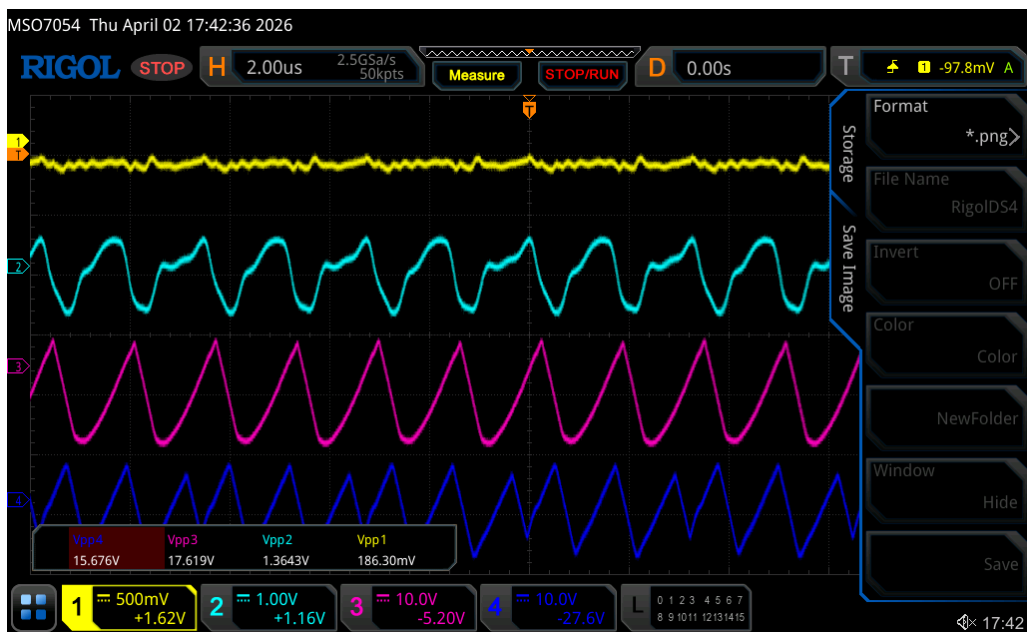 MSO7054 Thu April 02 17:42:36 2026
RIGOL STOP H 2.00us 2.5GSa/s 50kpts Measure STOP/RUN D 0.00s T 1 -97.8mV A
T
1
T
2
3
4
Storage
Save Image
Format
*.png
File Name
RigolDS4
Invert
OFF
Color
Color
NewFolder
Window
Hide
Save
Vpp4 Vpp3 Vpp2 Vpp1
15.676V 17.619V 1.3643V 186.30mV
1 500mV +1.62V
2 1.00V +1.16V
3 10.0V -5.20V
4 10.0V -27.6V
L 0 1 2 3 4 5 6 7
8 9 10 11 12 13 14 15
17:42